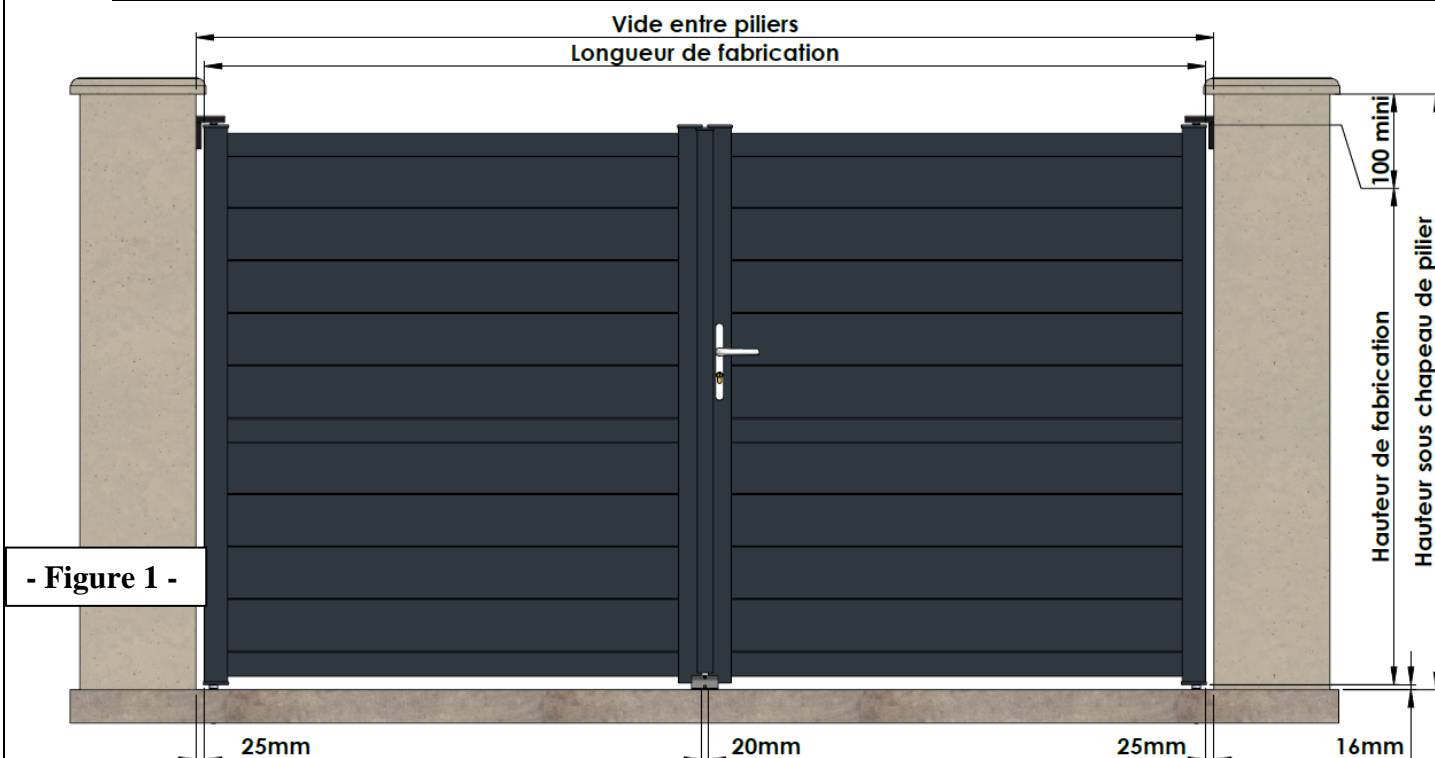 Vide entre piliers
Longueur de fabrication
100 mini
Hauteur de fabrication
Hauteur sous chapeau de pilier
- Figure 1 -
25mm
20mm
25mm
16mm